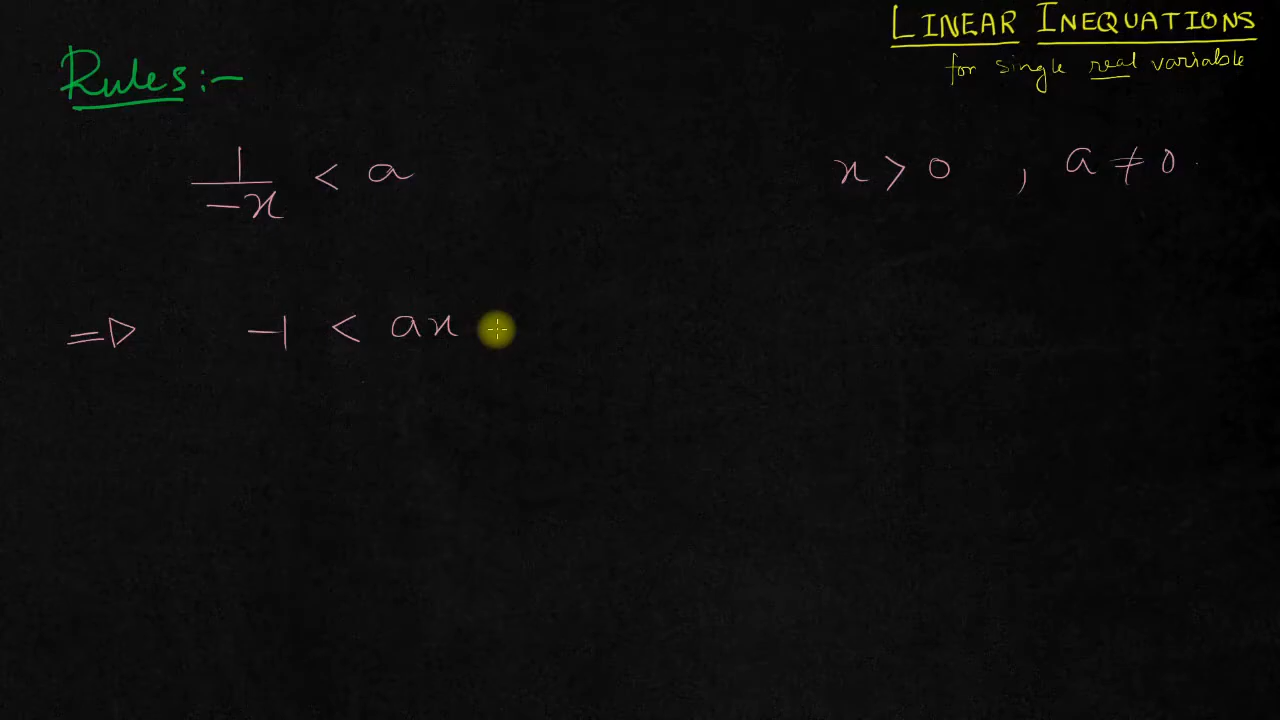 LINEAR INEQUATIONS
for single real variable
Rules:-
1/-x < a
x > 0 , a ≠ 0.
=> -1 < ax